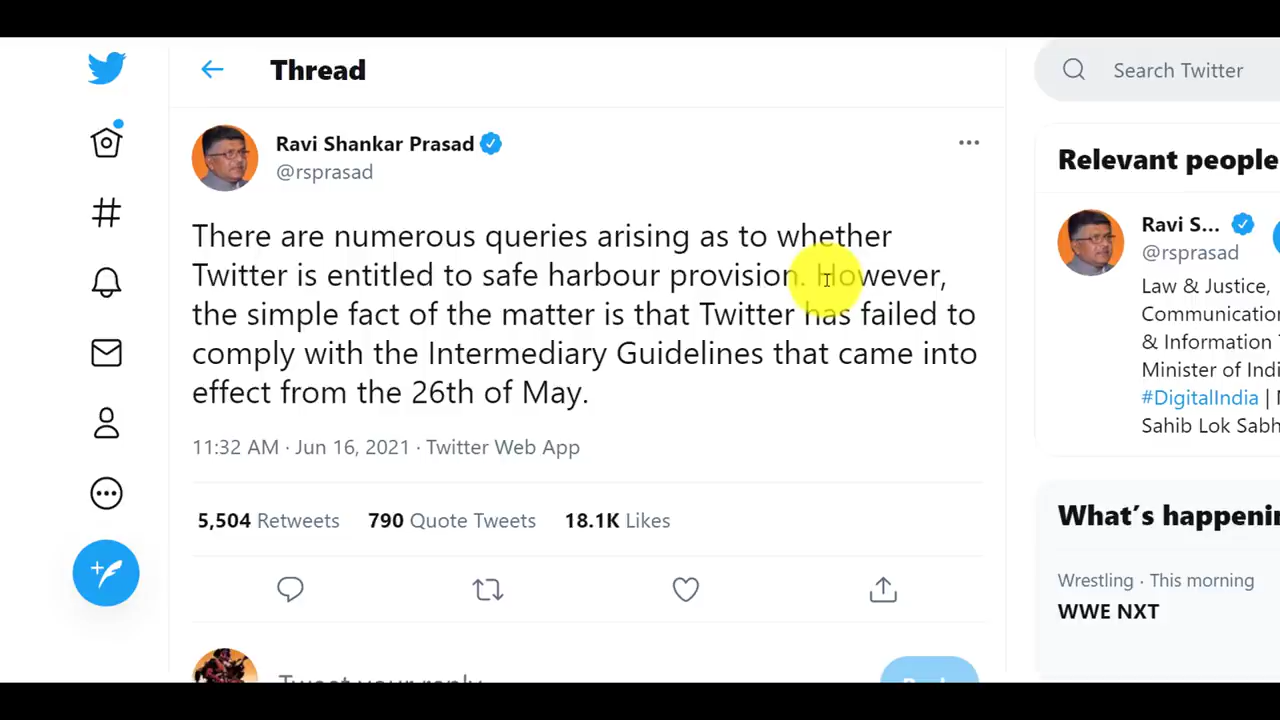 Thread
Search Twitter
Ravi Shankar Prasad
@rsprasad
There are numerous queries arising as to whether
Twitter is entitled to safe harbour provision. However,
the simple fact of the matter is that Twitter has failed to
comply with the Intermediary Guidelines that came into
effect from the 26th of May.
11:32 AM · Jun 16, 2021 · Twitter Web App
5,504 Retweets 790 Quote Tweets 18.1K Likes
Tweet your reply
Relevant people
Ravi S...
@rsprasad
Law & Justice,
Communication
& Information
Minister of Indi
#DigitalIndia |
Sahib Lok Sabh
What's happenin
Wrestling · This morning
WWE NXT